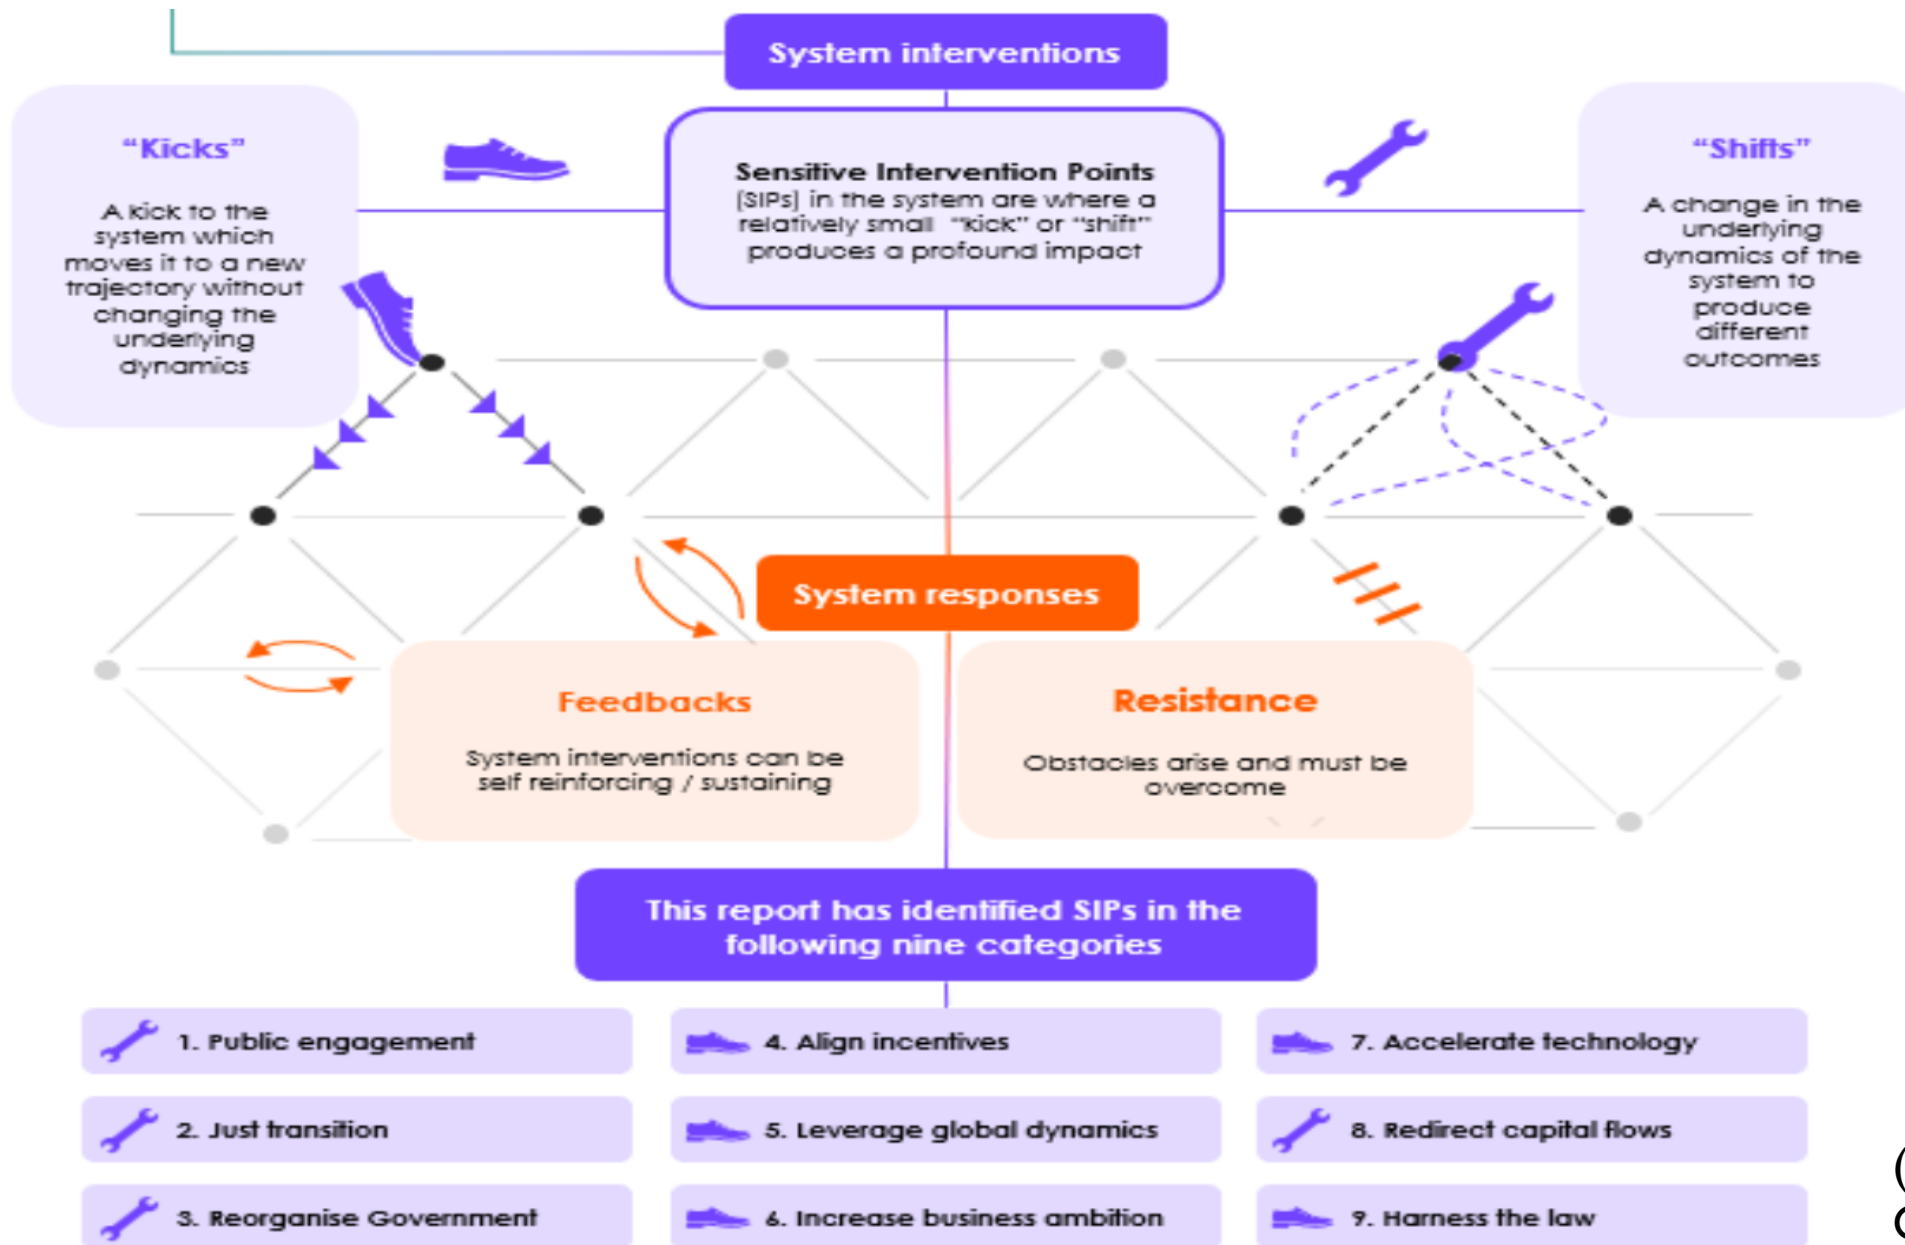 System interventions
“Kicks”
A kick to the
system which
moves it to a new
trajectory without
changing the
underlying
dynamics
Sensitive Intervention Points
(SIPs) in the system are where a
relatively small “kick” or “shift”
produces a profound impact
“Shifts”
A change in the
underlying
dynamics of the
system to
produce
different
outcomes
System responses
Feedbacks
System interventions can be
self reinforcing / sustaining
Resistance
Obstacles arise and must be
overcome
This report has identified SIPs in the
following nine categories
1. Public engagement
2. Just transition
3. Reorganise Government
4. Align incentives
5. Leverage global dynamics
6. Increase business ambition
7. Accelerate technology
8. Redirect capital flows
9. Harness the law